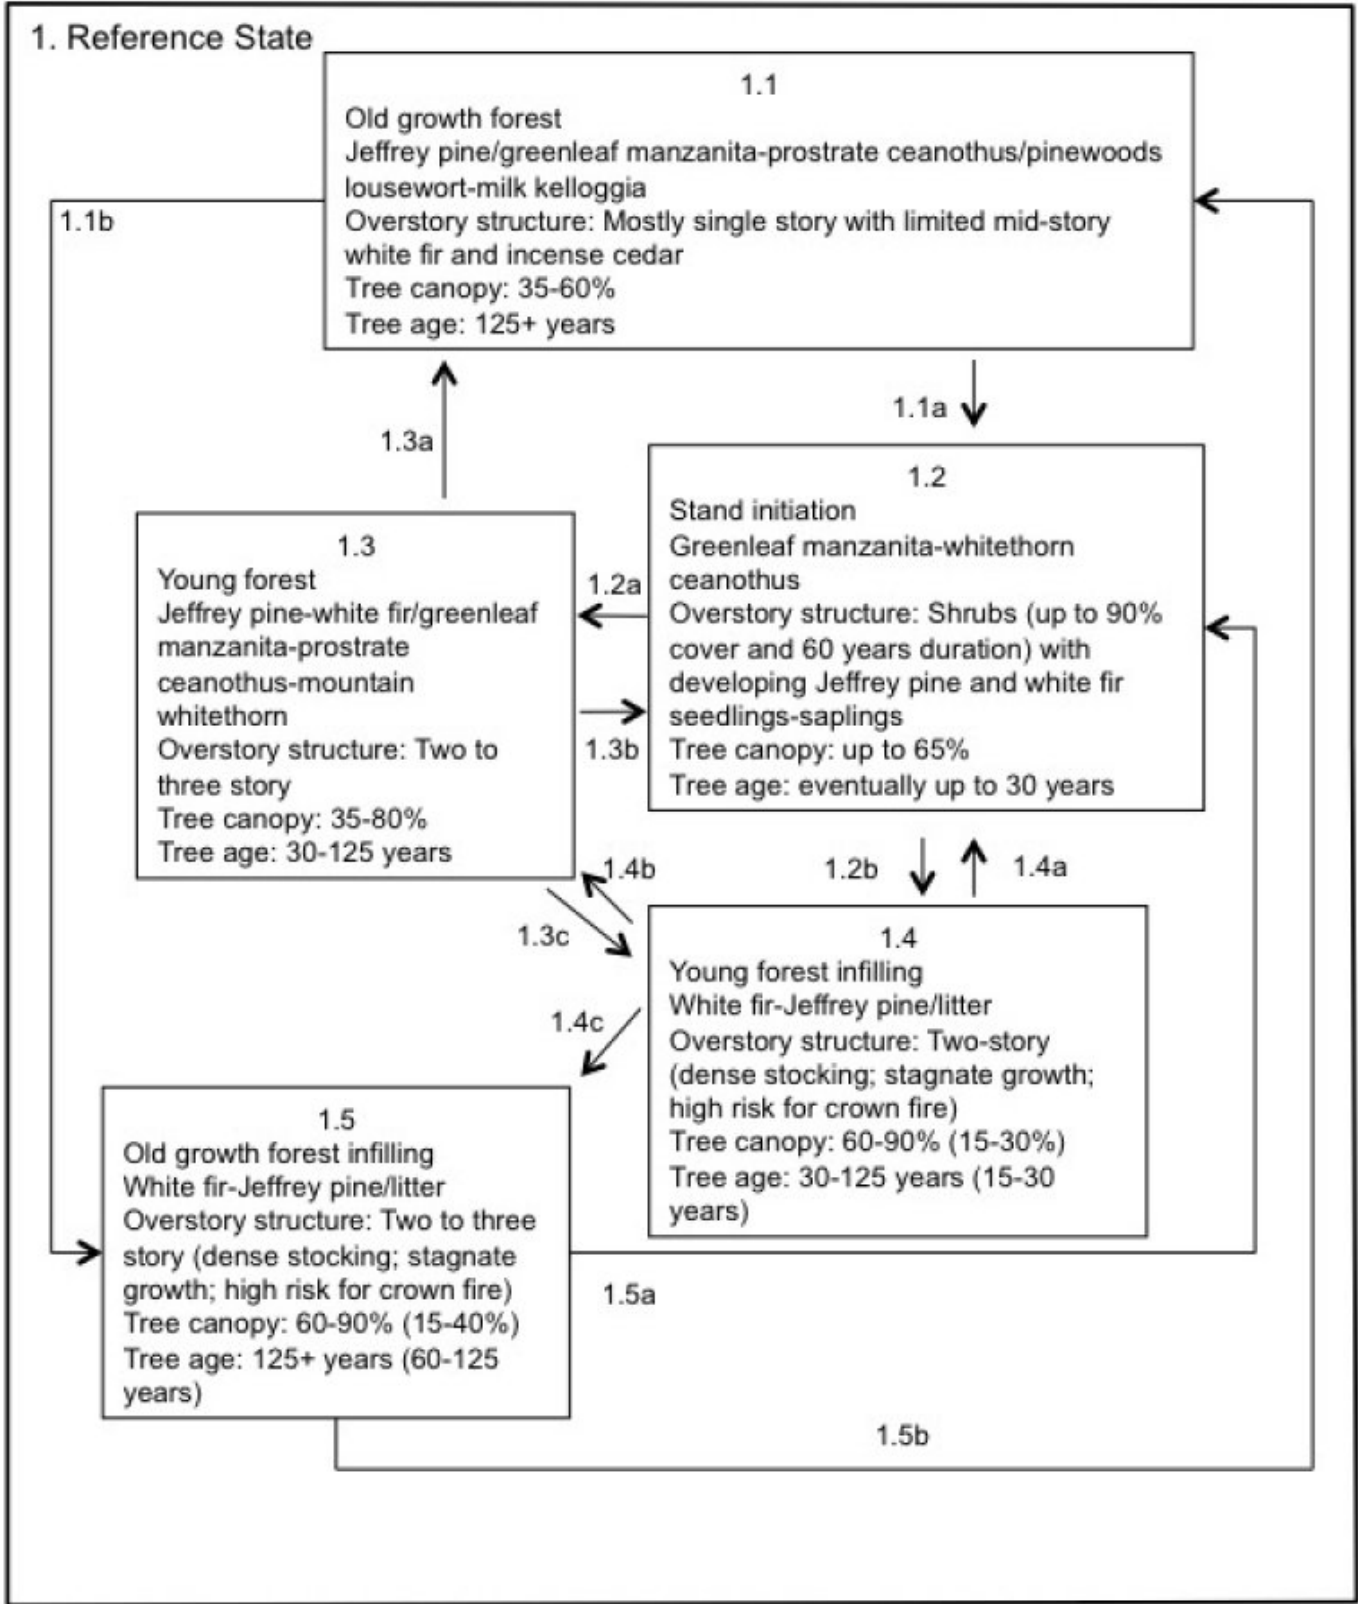 1. Reference State
1.1
Old growth forest
Jeffrey pine/greenleaf manzanita-prostrate ceanothus/pinewoods
lousewort-milk kelloggia
Overstory structure: Mostly single story with limited mid-story
white fir and incense cedar
Tree canopy: 35-60%
Tree age: 125+ years
1.1b
1.1a
1.3a
1.2
Stand initiation
Greenleaf manzanita-whitethorn
ceanothus
Overstory structure: Shrubs (up to 90%
cover and 60 years duration) with
developing Jeffrey pine and white fir
seedlings-saplings
Tree canopy: up to 65%
Tree age: eventually up to 30 years
1.3
Young forest
Jeffrey pine-white fir/greenleaf
manzanita-prostrate
ceanothus-mountain
whitethorn
Overstory structure: Two to
three story
Tree canopy: 35-80%
Tree age: 30-125 years
1.2a
1.3b
1.4b
1.2b
1.4a
1.3c
1.4
Young forest infilling
White fir-Jeffrey pine/litter
Overstory structure: Two-story
(dense stocking; stagnate growth;
high risk for crown fire)
Tree canopy: 60-90% (15-30%)
Tree age: 30-125 years (15-30
years)
1.4c
1.5
Old growth forest infilling
White fir-Jeffrey pine/litter
Overstory structure: Two to three
story (dense stocking; stagnate
growth; high risk for crown fire)
Tree canopy: 60-90% (15-40%)
Tree age: 125+ years (60-125
years)
1.5a
1.5b